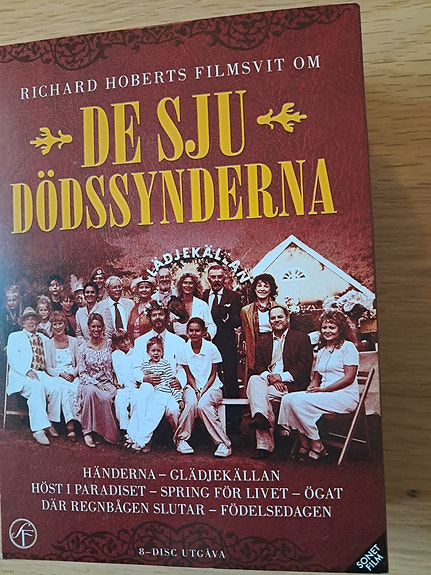 RICHARD HOBERTS FILMSVIT OM
DE SJU
DÖDSSYNDERNA
GLÄDJEKÄLLAN
HÄNDERNA – GLÄDJEKÄLLAN
HÖST I PARADISET – SPRING FÖR LIVET – ÖGAT
DÄR REGNBÅGEN SLUTAR – FÖDELSEDAGEN
SF
8–DISC UTGÅVA
SONET
FILM